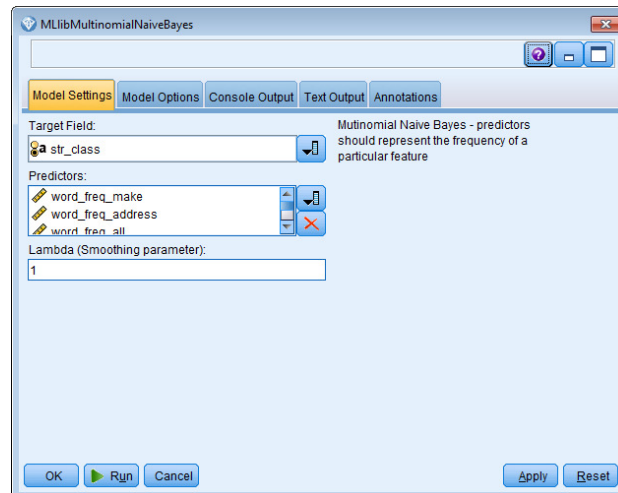 MLlibMultinomialNaiveBayes
Model Settings Model Options Console Output Text Output Annotations
Target Field:
str_class
Mutinomial Naive Bayes - predictors
should represent the frequency of a
particular feature
Predictors:
word_freq_make
word_freq_address
word_freq_all
Lambda (Smoothing parameter):
1
OK Run Cancel Apply Reset